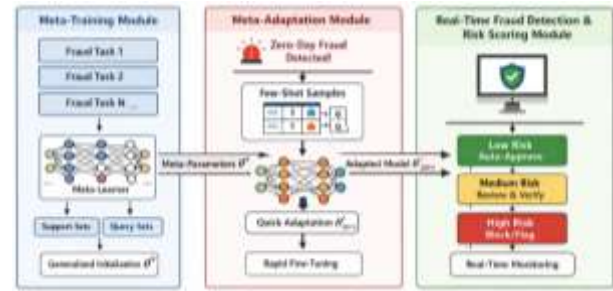 Meta-Training Module
Fraud Task 1
Fraud Task 2
Fraud Task N ...
Meta-Learner
Support Sets
Query Sets
Generalized Initialization θ*
Meta-Parameters θ*
Meta-Adaptation Module
Zero-Day Fraud
Detected!
Few-Shot Samples
Quick Adaptation
Rapid Fine-Tuning
Adapted Model
Real-Time Fraud Detection &
Risk Scoring Module
Low Risk
Auto-Approve
Medium Risk
Review & Verify
High Risk
Block/Flag
Real-Time Monitoring